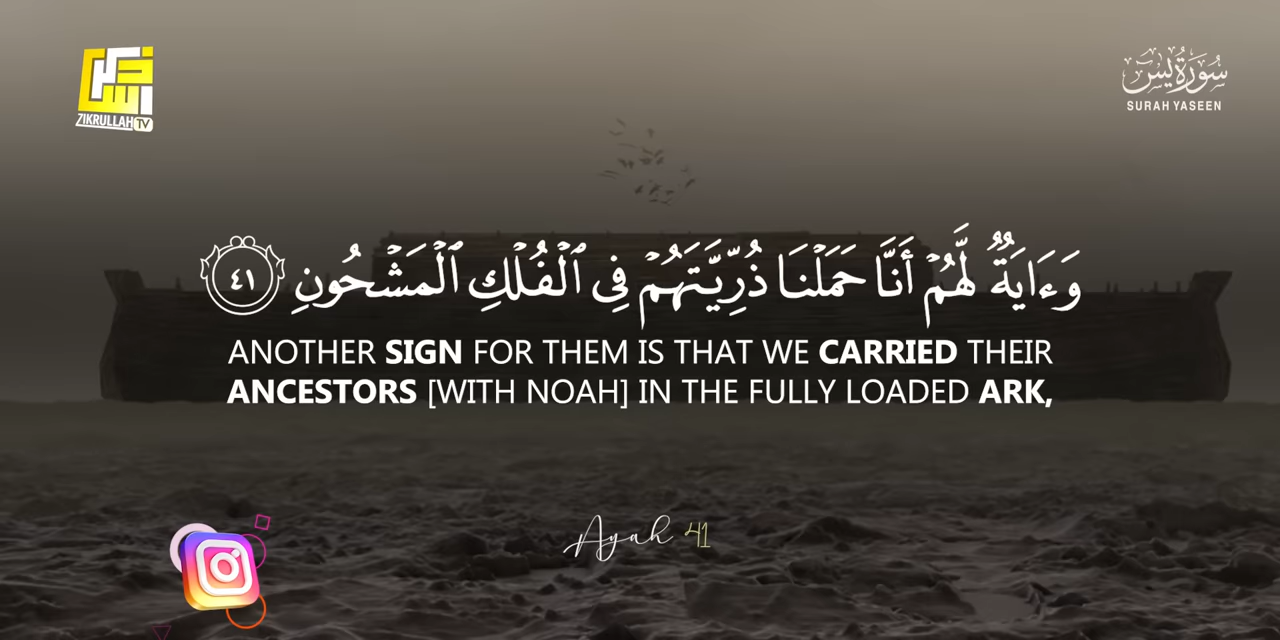 ZIKRULLAH TV
سُورَةُ يسٓ
SURAH YASEEN
وَءَايَةٌ لَّهُمْ أَنَّا حَمَلْنَا ذُرِّيَّتَهُمْ فِى ٱلْفُلْكِ ٱلْمَشْحُونِ ٤١
ANOTHER SIGN FOR THEM IS THAT WE CARRIED THEIR
ANCESTORS [WITH NOAH] IN THE FULLY LOADED ARK,
Ayah 41